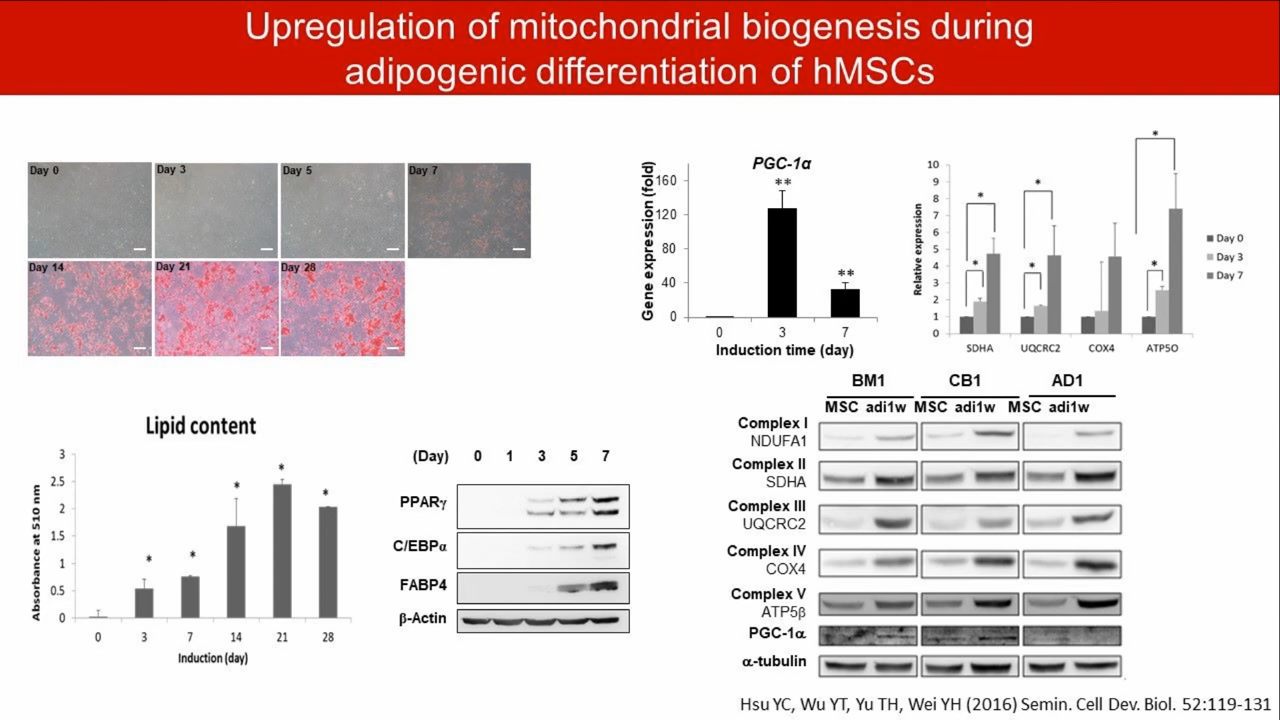 Upregulation of mitochondrial biogenesis during
adipogenic differentiation of hMSCs
Day 0
Day 3
Day 5
Day 7
Day 14
Day 21
Day 28
PGC-1α
Gene expression (fold)
160
120
80
40
0
**
**
0 3 7
Induction time (day)
Relative expression
10
9
8
7
6
5
4
3
2
1
0
*
*
*
*
*
*
SDHA UQCRC2 COX4 ATP5O
Day 0
Day 3
Day 7
Lipid content
Absorbance at 510 nm
3
2.5
2
1.5
1
0.5
0
*
*
*
*
*
0 3 7 14 21 28
Induction (day)
(Day) 0 1 3 5 7
PPARγ
C/EBPα
FABP4
β-Actin
BM1 CB1 AD1
MSC adi1w MSC adi1w MSC adi1w
Complex I
NDUFA1
Complex II
SDHA
Complex III
UQCRC2
Complex IV
COX4
Complex V
ATP5β
PGC-1α
α-tubulin
Hsu YC, Wu YT, Yu TH, Wei YH (2016) Semin. Cell Dev. Biol. 52:119-131